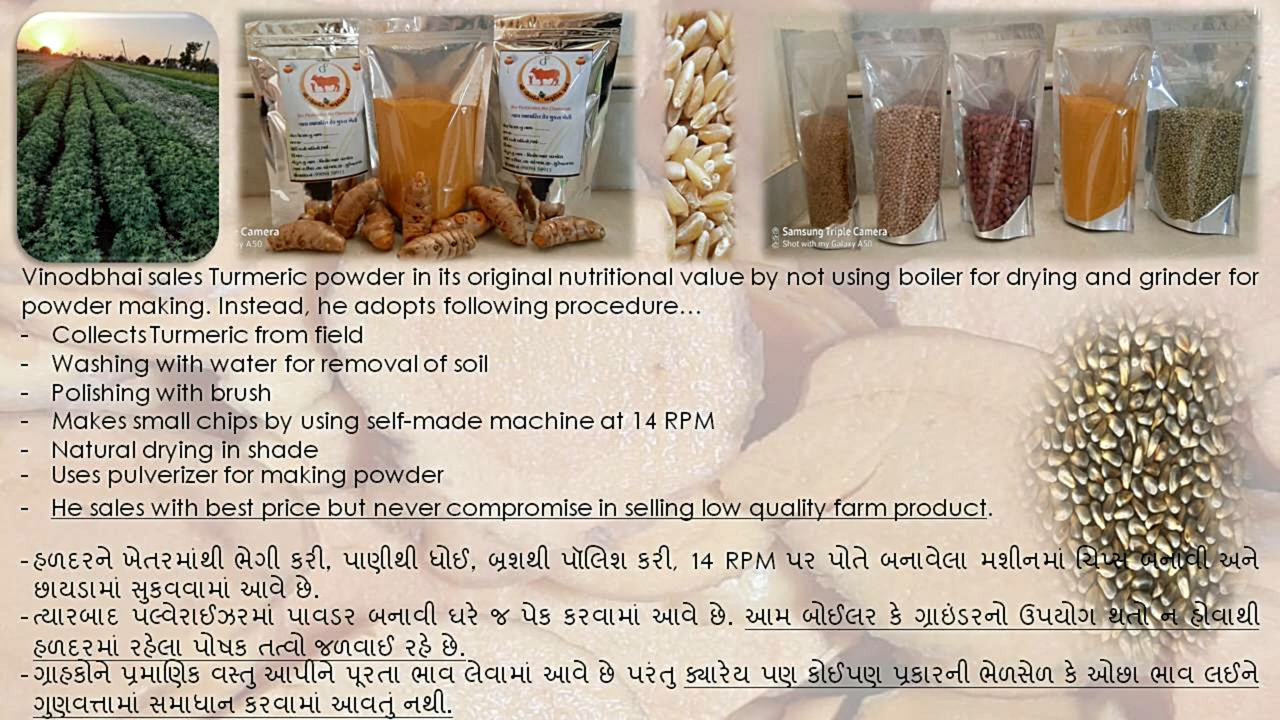 No Pesticides No Chemicals
Camera
y A50
Samsung Triple Camera
Shot with my Galaxy A50
Vinodbhai sales Turmeric powder in its original nutritional value by not using boiler for drying and grinder for
powder making. Instead, he adopts following procedure…
- Collects Turmeric from field
- Washing with water for removal of soil
- Polishing with brush
- Makes small chips by using self-made machine at 14 RPM
- Natural drying in shade
- Uses pulverizer for making powder
- He sales with best price but never compromise in selling low quality farm product.
- હળદરને ખેતરમાંથી ભેગી કરી, પાણીથી ધોઈ, બ્રશથી પૉલિશ કરી, 14 RPM પર પોતે બનાવેલા મશીનમાં ચિપ્સ બનાવી અને
છાયડામાં સુકવવામાં આવે છે.
- ત્યારબાદ પલ્વેરાઈઝરમાં પાવડર બનાવી ઘરે જ પેક કરવામાં આવે છે. આમ બોઈલર કે ગ્રાઇંડરનો ઉપયોગ થતો ન હોવાથી
હળદરમાં રહેલા પોષક તત્વો જળવાઈ રહે છે.
- ગ્રાહકોને પ્રમાણિક વસ્તુ આપીને પૂરતા ભાવ લેવામાં આવે છે પરંતુ ક્યારેય પણ કોઈપણ પ્રકારની ભેળસેળ કે ઓછા ભાવ લઈને
ગુણવત્તામાં સમાધાન કરવામાં આવતું નથી.